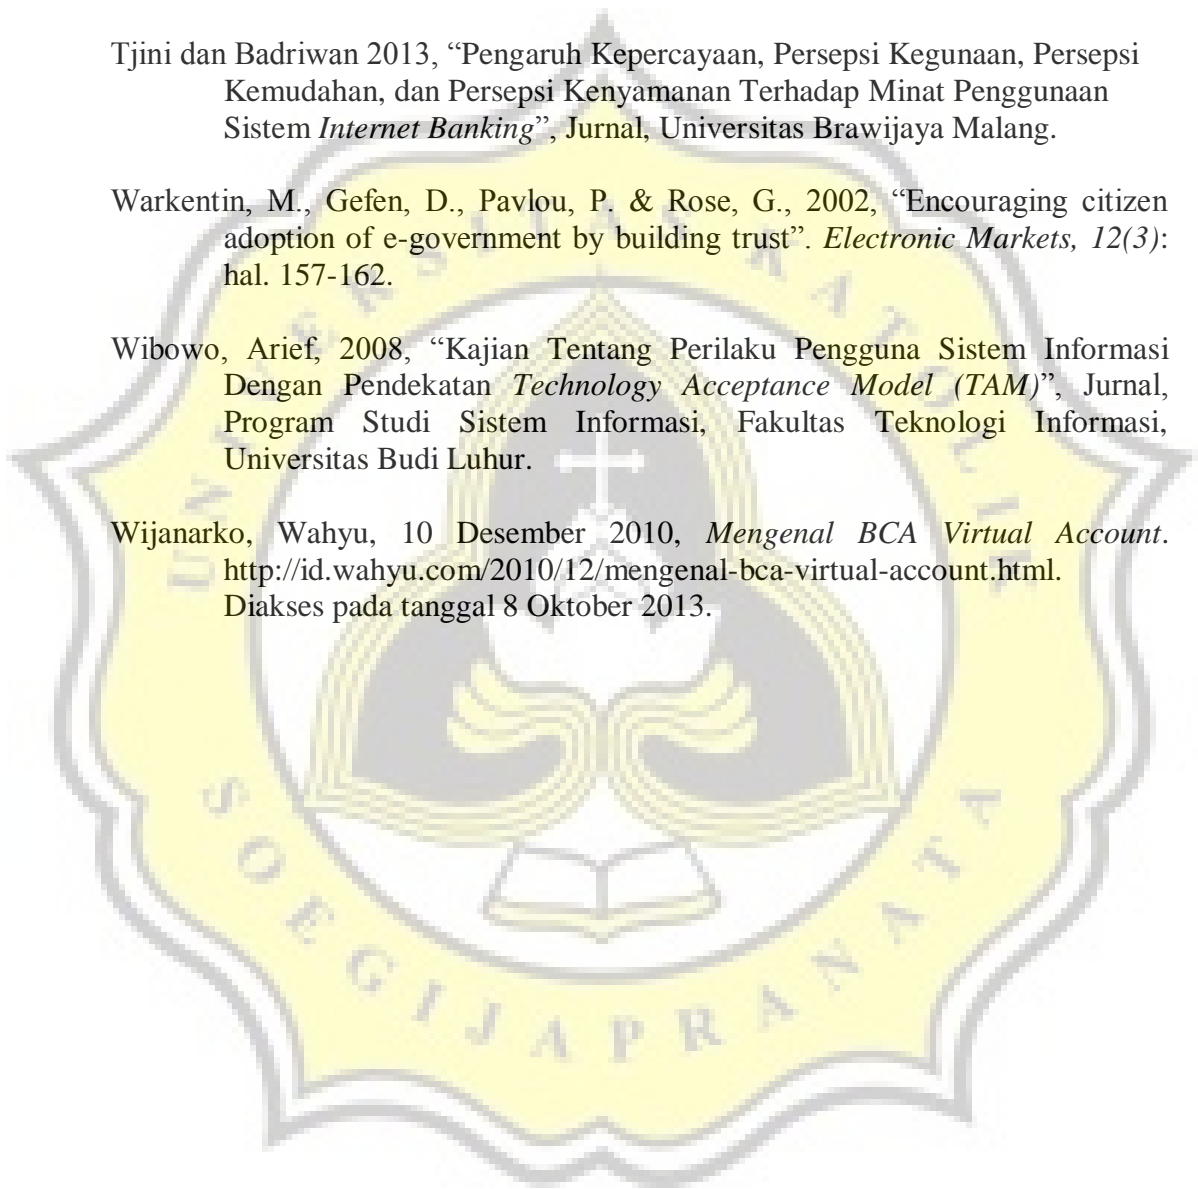 Tjini dan Badriwan 2013, “Pengaruh Kepercayaan, Persepsi Kegunaan, Persepsi
Kemudahan, dan Persepsi Kenyamanan Terhadap Minat Penggunaan
Sistem Internet Banking”, Jurnal, Universitas Brawijaya Malang.
Warkentin, M., Gefen, D., Pavlou, P. & Rose, G., 2002, “Encouraging citizen
adoption of e-government by building trust”. Electronic Markets, 12(3):
hal. 157-162.
Wibowo, Arief, 2008, “Kajian Tentang Perilaku Pengguna Sistem Informasi
Dengan Pendekatan Technology Acceptance Model (TAM)”, Jurnal,
Program Studi Sistem Informasi, Fakultas Teknologi Informasi,
Universitas Budi Luhur.
Wijanarko, Wahyu, 10 Desember 2010, Mengenal BCA Virtual Account.
http://id.wahyu.com/2010/12/mengenal-bca-virtual-account.html.
Diakses pada tanggal 8 Oktober 2013.
UNIVERSITAS KATOLIK
SOEGIJAPRANATA